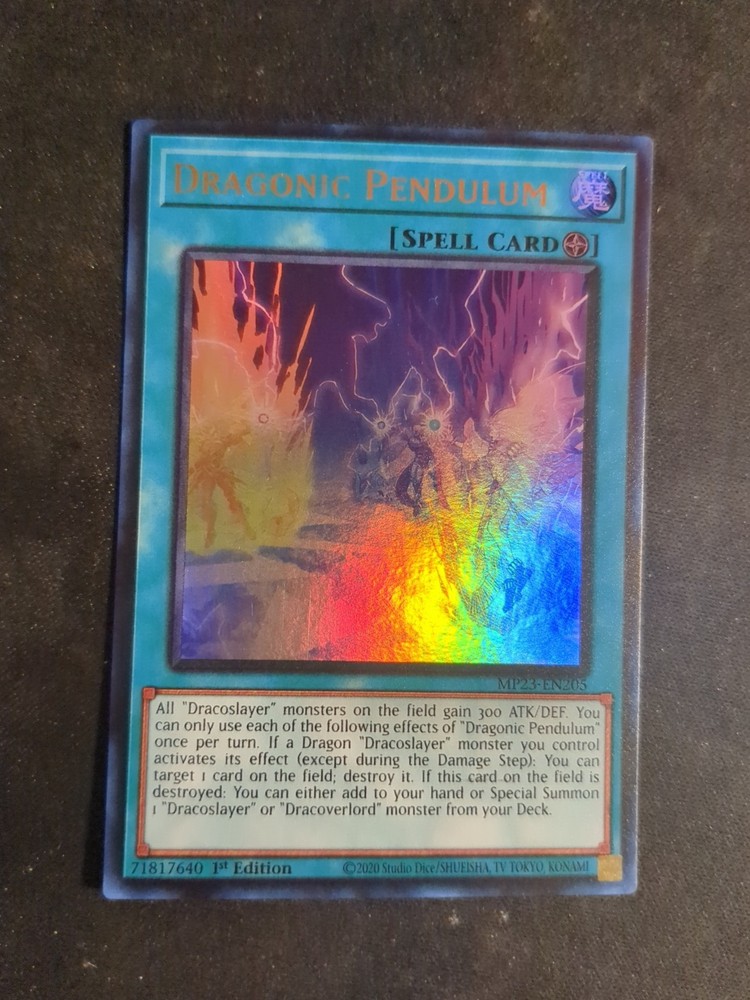 DRAGONIC PENDULUM
SPELL
魔
[SPELL CARD]
MP23-EN205
All "Dracoslayer" monsters on the field gain 300 ATK/DEF. You
can only use each of the following effects of "Dragonic Pendulum"
once per turn. If a Dragon "Dracoslayer" monster you control
activates its effect (except during the Damage Step): You can
target 1 card on the field; destroy it. If this card on the field is
destroyed: You can either add to your hand or Special Summon
1 "Dracoslayer" or "Dracoverlord" monster from your Deck.
71817640 1st Edition ©2020 Studio Dice/SHUEISHA, TV TOKYO, KONAMI